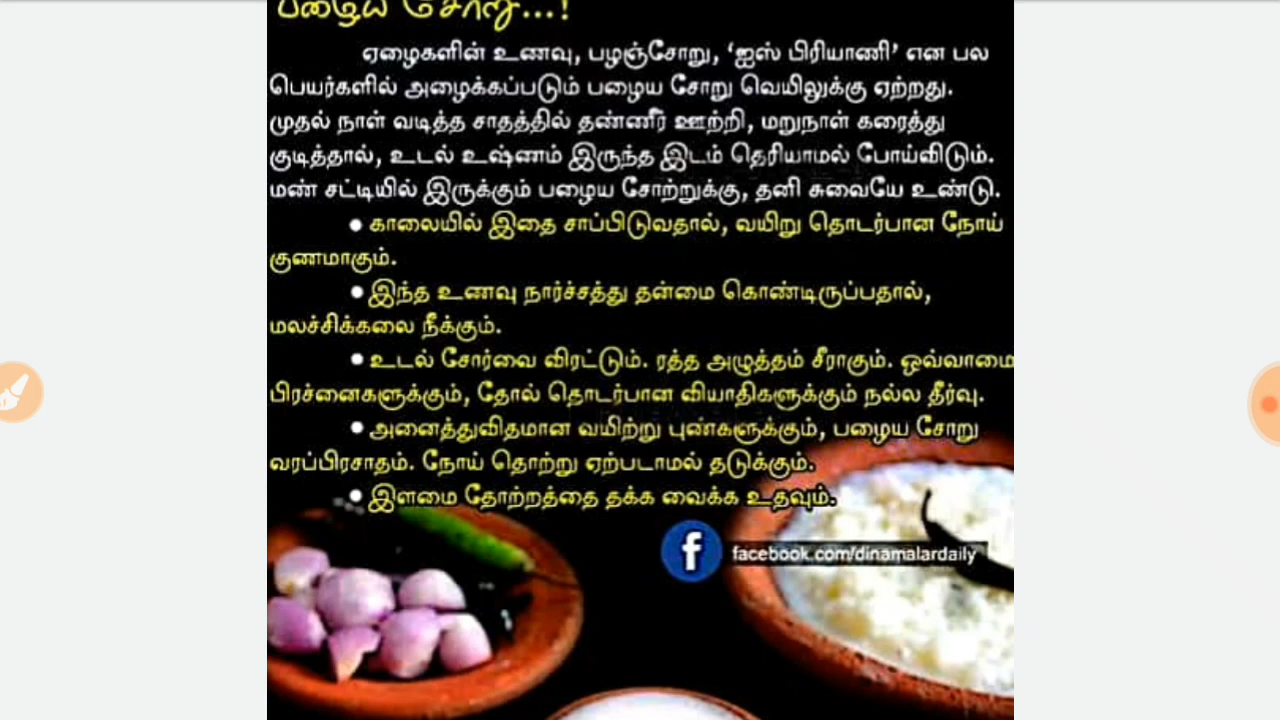 பழைய சோறு...!
ஏழைகளின் உணவு, பழஞ்சோறு, ‘ஐஸ் பிரியாணி’ என பல
பெயர்களில் அழைக்கப்படும் பழைய சோறு வெயிலுக்கு ஏற்றது.
முதல் நாள் வடித்த சாதத்தில் தண்ணீர் ஊற்றி, மறுநாள் கரைத்து
குடித்தால், உடல் உஷ்ணம் இருந்த இடம் தெரியாமல் போய்விடும்.
மண் சட்டியில் இருக்கும் பழைய சோற்றுக்கு, தனி சுவையே உண்டு.
● காலையில் இதை சாப்பிடுவதால், வயிறு தொடர்பான நோய்
குணமாகும்.
● இந்த உணவு நார்ச்சத்து தன்மை கொண்டிருப்பதால்,
மலச்சிக்கலை நீக்கும்.
● உடல் சோர்வை விரட்டும். ரத்த அழுத்தம் சீராகும். ஒவ்வாமை
பிரச்னைகளுக்கும், தோல் தொடர்பான வியாதிகளுக்கும் நல்ல தீர்வு.
● அனைத்துவிதமான வயிற்று புண்களுக்கும், பழைய சோறு
வரப்பிரசாதம். நோய் தொற்று ஏற்படாமல் தடுக்கும்.
● இளமை தோற்றத்தை தக்க வைக்க உதவும்.
f facebook.com/dinamalardaily